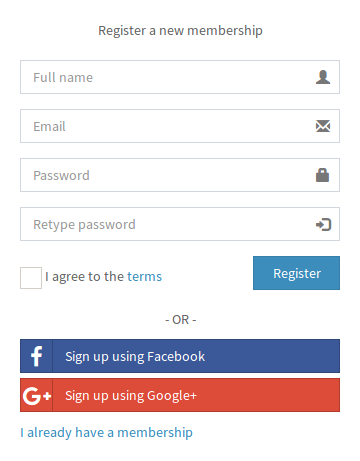 Register a new membership
Full name
Email
Password
Retype password
I agree to the terms
Register
- OR -
f Sign up using Facebook
G+ Sign up using Google+
I already have a membership